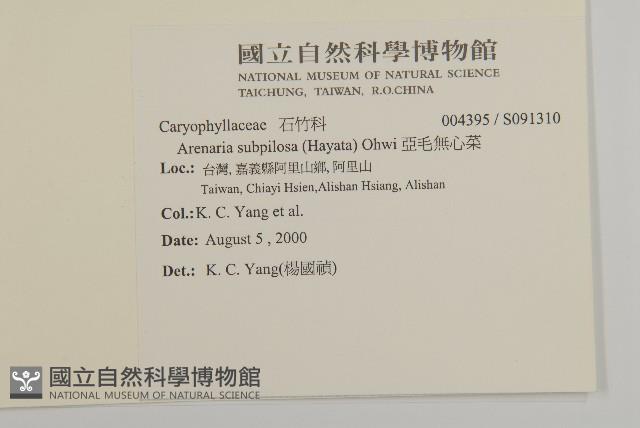 國立自然科學博物館
NATIONAL MUSEUM OF NATURAL SCIENCE
TAICHUNG, TAIWAN, R.O.CHINA
Caryophyllaceae 石竹科 004395 / S091310
Arenaria subpilosa (Hayata) Ohwi 亞毛無心菜
Loc.: 台灣, 嘉義縣阿里山鄉, 阿里山
Taiwan, Chiayi Hsien,Alishan Hsiang, Alishan
Col.:K. C. Yang et al.
Date: August 5 , 2000
Det.: K. C. Yang(楊國禎)
國立自然科學博物館
NATIONAL MUSEUM OF NATURAL SCIENCE